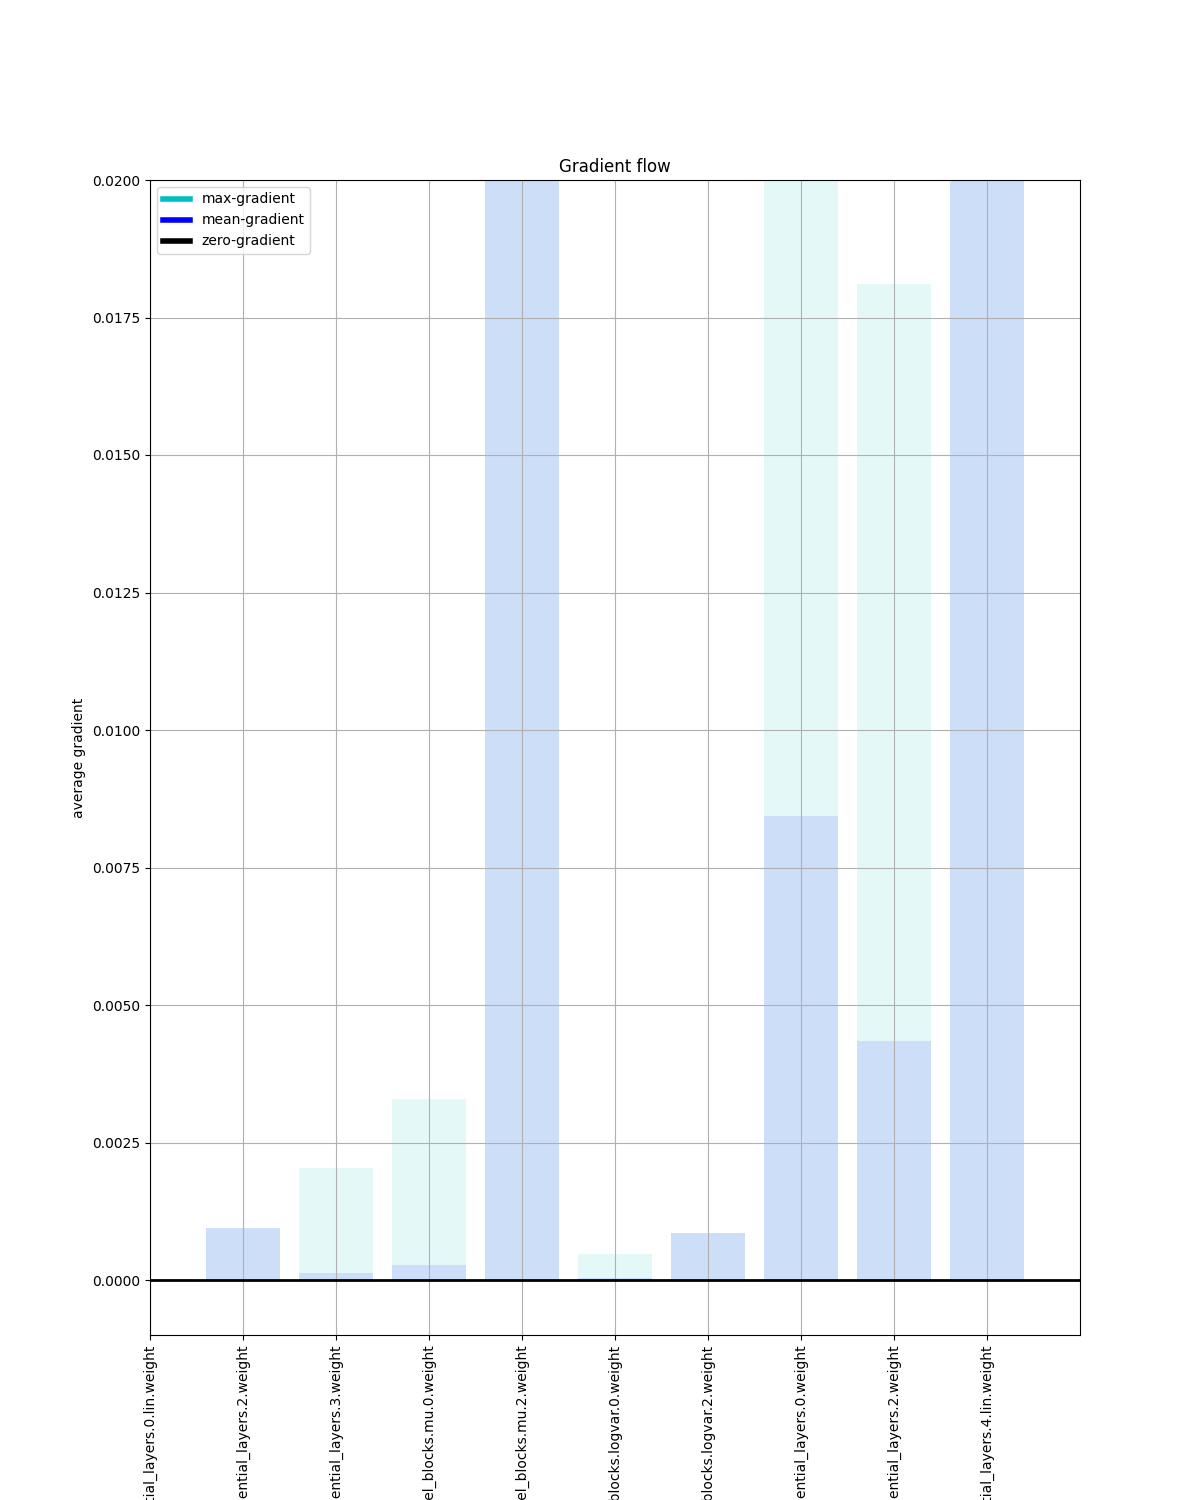 Gradient flow
max-gradient
mean-gradient
zero-gradient
average gradient
0.0200
0.0175
0.0150
0.0125
0.0100
0.0075
0.0050
0.0025
0.0000
tial_layers.0.lin.weight
ential_layers.2.weight
ential_layers.3.weight
el_blocks.mu.0.weight
el_blocks.mu.2.weight
blocks.logvar.0.weight
blocks.logvar.2.weight
ential_layers.0.weight
ential_layers.2.weight
tial_layers.4.lin.weight